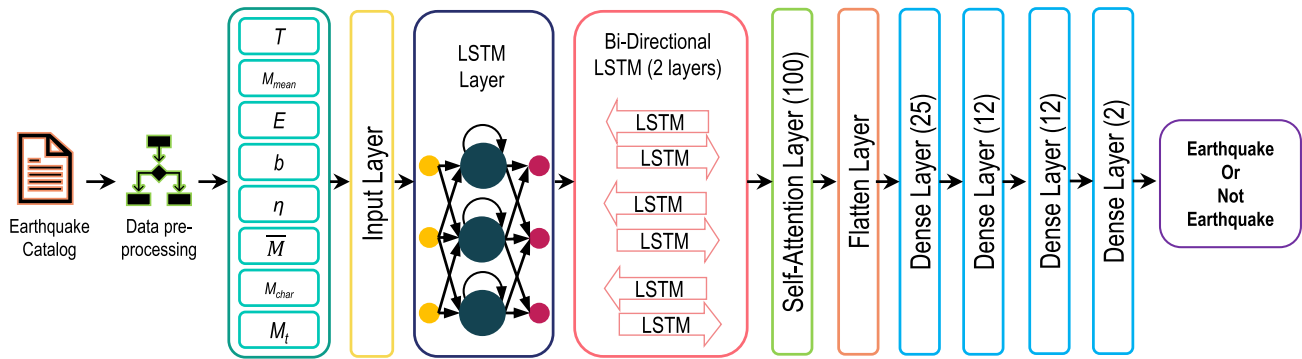 Earthquake
Catalog
Data pre-
processing
T
M_mean
E
b
η
M̅
M_char
M_t
Input Layer
LSTM
Layer
Bi-Directional
LSTM (2 layers)
LSTM
LSTM
LSTM
LSTM
LSTM
LSTM
Self-Attention Layer (100)
Flatten Layer
Dense Layer (25)
Dense Layer (12)
Dense Layer (12)
Dense Layer (2)
Earthquake
Or
Not
Earthquake